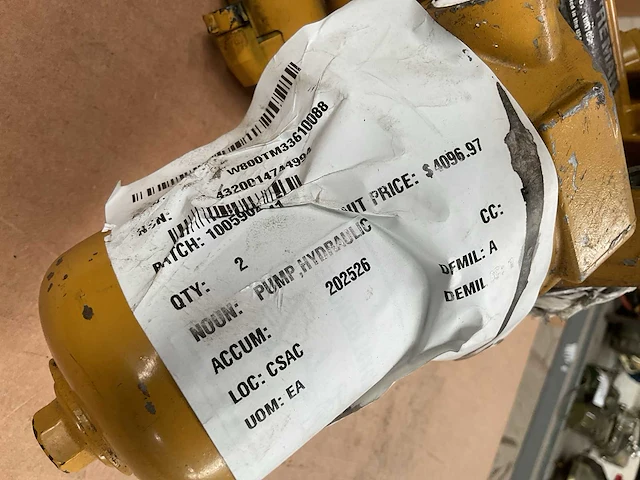 W800TM33610088
NSN:
BATCH:
UNIT PRICE: $ 4096.97
QTY: 2
CC:
NOUN: PUMP,HYDRAULIC
202526
DEMIL: A
ACCUM:
DEMIL
LOC: CSAC
UOM: EA